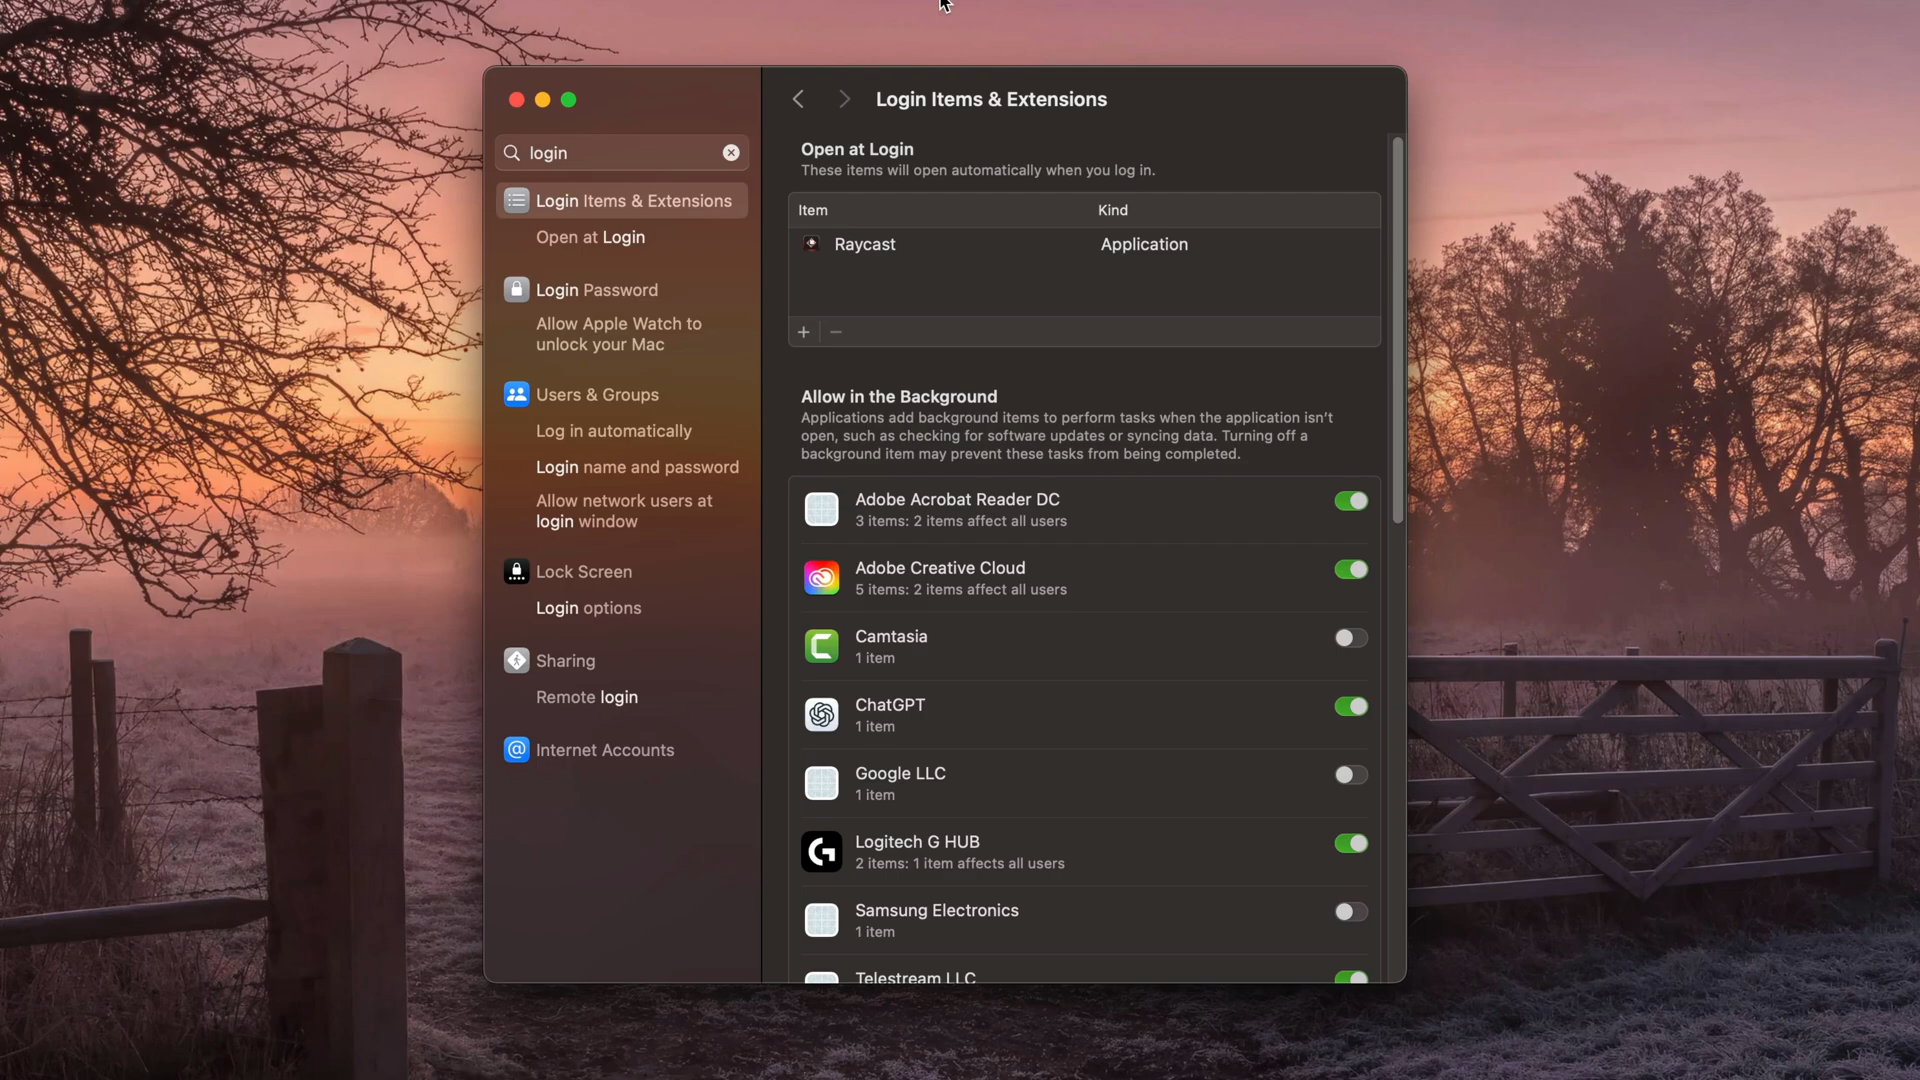 login
Login Items & Extensions
Open at Login
Login Password
Allow Apple Watch to
unlock your Mac
Users & Groups
Log in automatically
Login name and password
Allow network users at
login window
Lock Screen
Login options
Sharing
Remote login
Internet Accounts
Login Items & Extensions
Open at Login
These items will open automatically when you log in.
Item Kind
Raycast Application
Allow in the Background
Applications add background items to perform tasks when the application isn't
open, such as checking for software updates or syncing data. Turning off a
background item may prevent these tasks from being completed.
Adobe Acrobat Reader DC
3 items: 2 items affect all users
Adobe Creative Cloud
5 items: 2 items affect all users
Camtasia
1 item
ChatGPT
1 item
Google LLC
1 item
Logitech G HUB
2 items: 1 item affects all users
Samsung Electronics
1 item
Telestream LLC